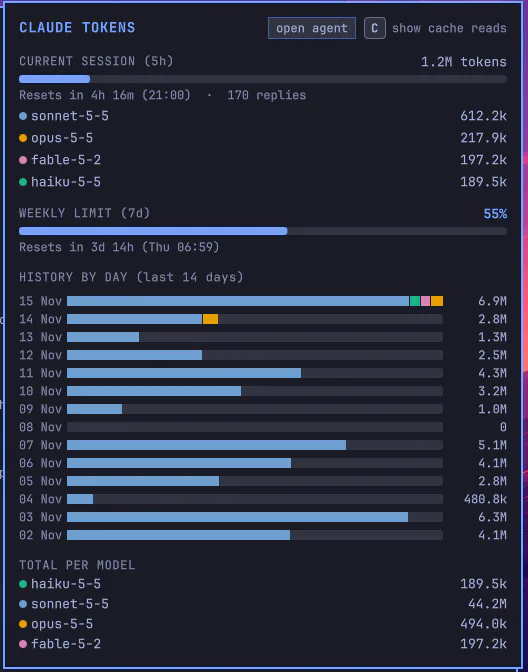 CLAUDE TOKENS open agent C show cache reads
CURRENT SESSION (5h) 1.2M tokens
Resets in 4h 16m (21:00) · 170 replies
sonnet-5-5 612.2k
opus-5-5 217.9k
fable-5-2 197.2k
haiku-5-5 189.5k
WEEKLY LIMIT (7d) 55%
Resets in 3d 14h (Thu 06:59)
HISTORY BY DAY (last 14 days)
15 Nov 6.9M
14 Nov 2.8M
13 Nov 1.3M
12 Nov 2.5M
11 Nov 4.3M
10 Nov 3.2M
09 Nov 1.0M
08 Nov 0
07 Nov 5.1M
06 Nov 4.1M
05 Nov 2.8M
04 Nov 480.8k
03 Nov 6.3M
02 Nov 4.1M
TOTAL PER MODEL
haiku-5-5 189.5k
sonnet-5-5 44.2M
opus-5-5 494.0k
fable-5-2 197.2k